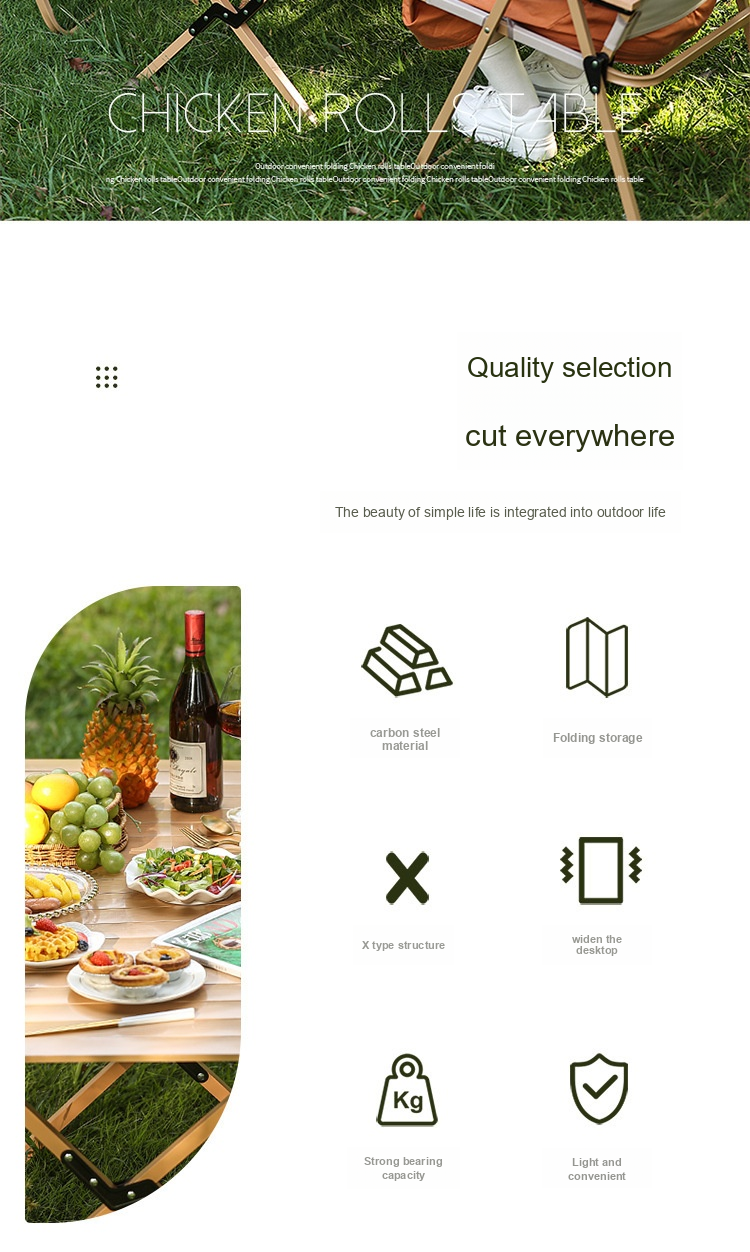 CHICKEN ROLLS TABLE
Outdoor convenient folding Chicken rolls tableOutdoor convenient foldi
ng Chicken rolls tableOutdoor convenient folding Chicken rolls tableOutdoor convenient folding Chicken rolls tableOutdoor convenient folding Chicken rolls table
Quality selection
cut everywhere
The beauty of simple life is integrated into outdoor life
carbon steel
material
Folding storage
X type structure
widen the
desktop
Kg
Strong bearing
capacity
Light and
convenient